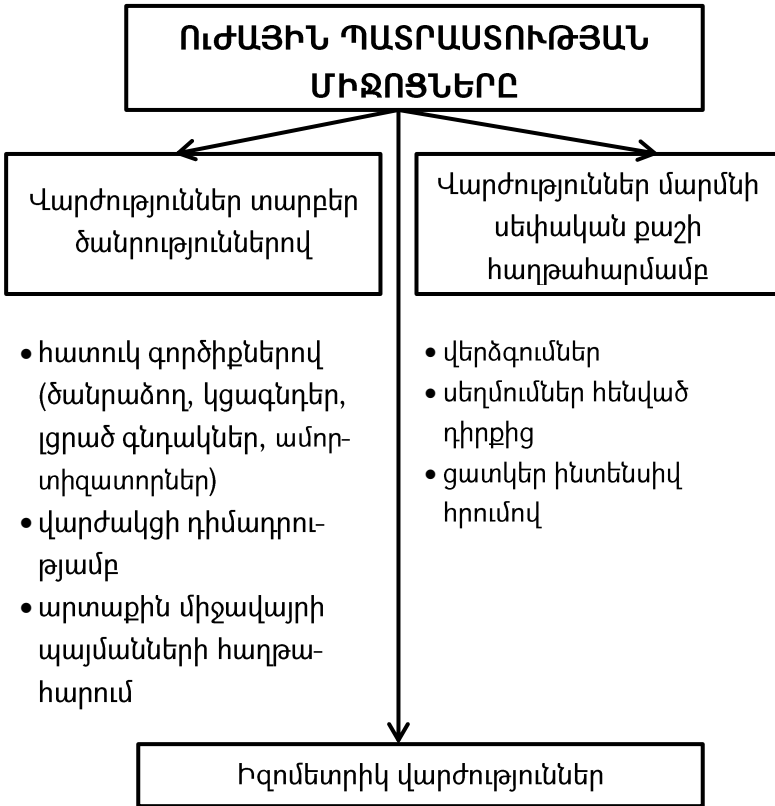 ՈւԺԱՅԻՆ ՊԱՏՐԱՍՏՈՒԹՅԱՆ
ՄԻՋՈՑՆԵՐԸ
Վարժություններ տարբեր
ծանրություններով
Վարժություններ մարմնի
սեփական քաշի
հաղթահարմամբ
• հատուկ գործիքներով
(ծանրաձող, կցագնդեր,
լցրած գնդակներ, ամոր-
տիզատորներ)
• վարժակցի դիմադրու-
թյամբ
• արտաքին միջավայրի
պայմանների հաղթա-
հարում
• վերձգումներ
• սեղմումներ հենված
դիրքից
• ցատկեր ինտենսիվ
հրումով
Իզոմետրիկ վարժություններ